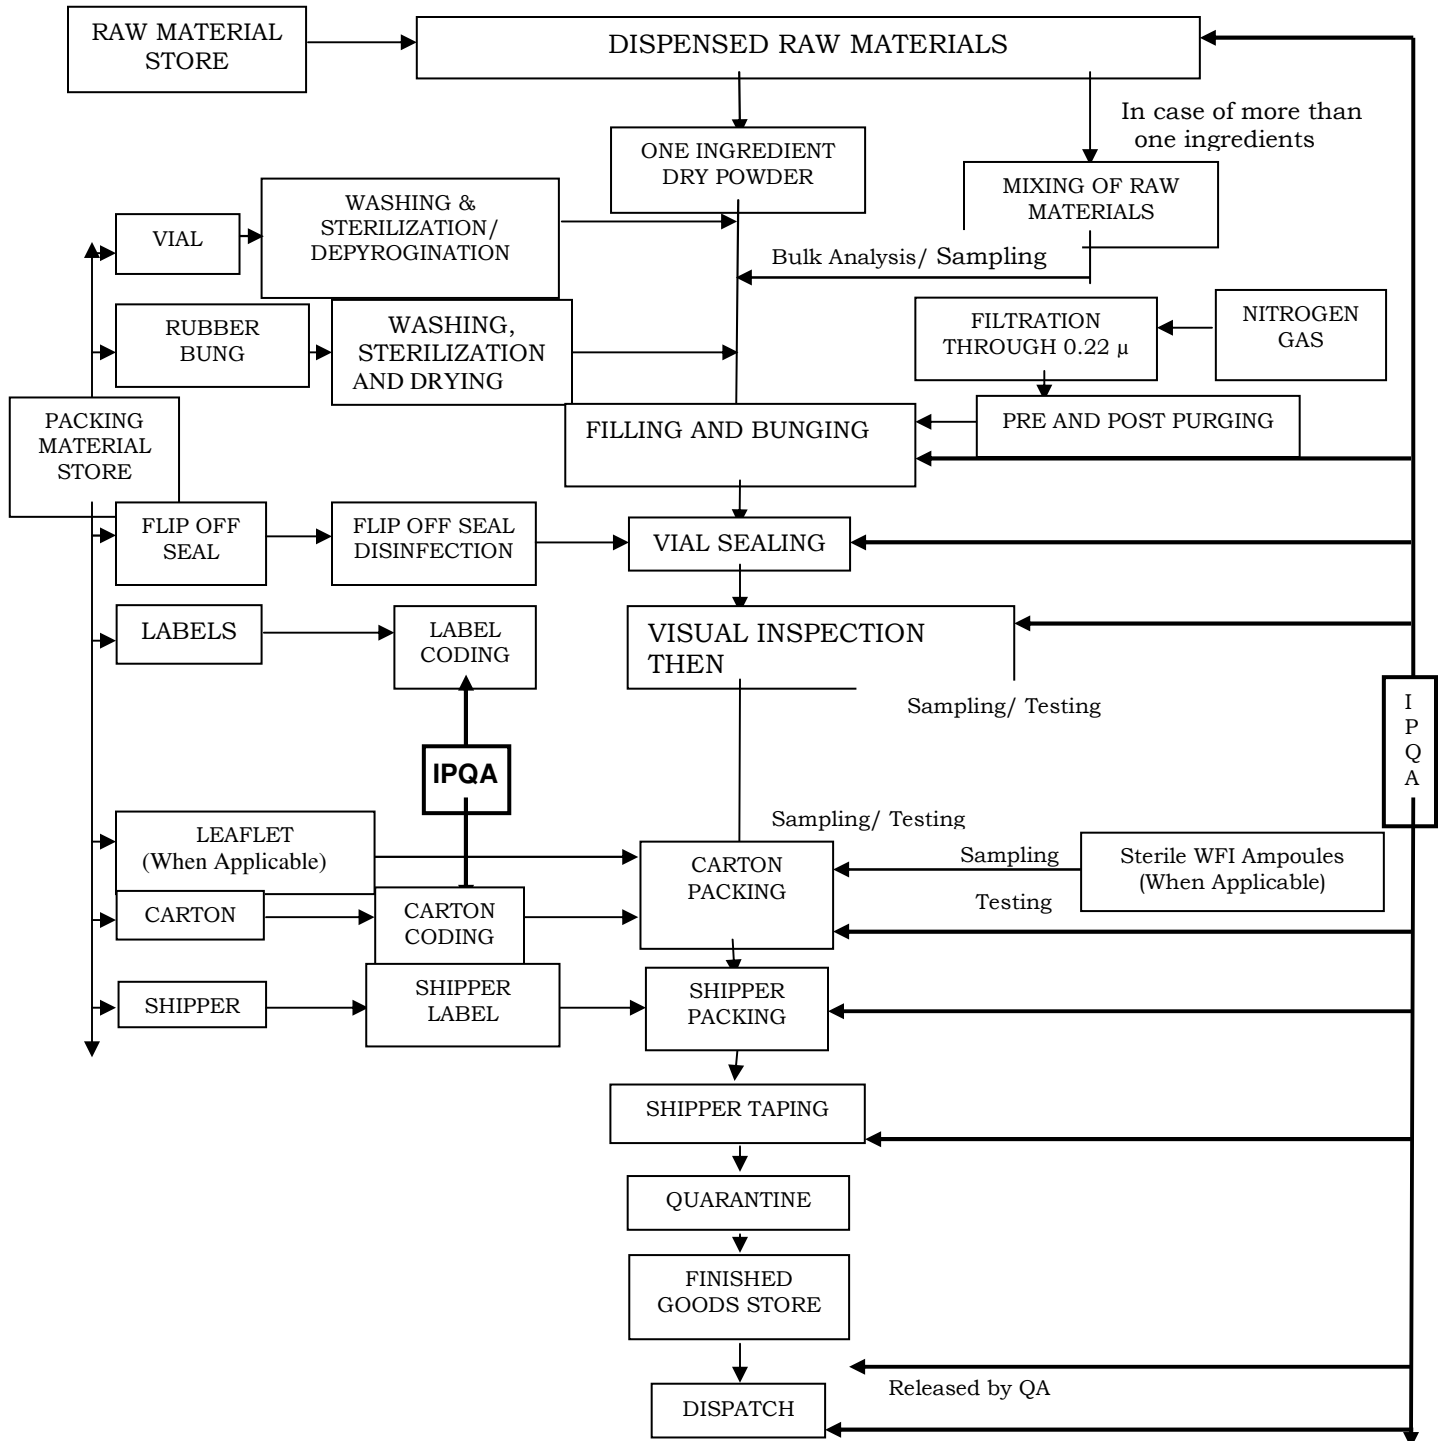 RAW MATERIAL
STORE
DISPENSED RAW MATERIALS
In case of more than
one ingredients
ONE INGREDIENT
DRY POWDER
MIXING OF RAW
MATERIALS
VIAL
WASHING &
STERILIZATION/
DEPYROGINATION
Bulk Analysis/ Sampling
RUBBER
BUNG
WASHING,
STERILIZATION
AND DRYING
FILTRATION
THROUGH 0.22 µ
NITROGEN
GAS
PACKING
MATERIAL
STORE
FILLING AND BUNGING
PRE AND POST PURGING
FLIP OFF
SEAL
FLIP OFF SEAL
DISINFECTION
VIAL SEALING
LABELS
LABEL
CODING
VISUAL INSPECTION
THEN
Sampling/ Testing
I
P
Q
A
IPQA
Sampling/ Testing
LEAFLET
(When Applicable)
CARTON
PACKING
Sampling
Testing
Sterile WFI Ampoules
(When Applicable)
CARTON
CARTON
CODING
SHIPPER
SHIPPER
LABEL
SHIPPER
PACKING
SHIPPER TAPING
QUARANTINE
FINISHED
GOODS STORE
Released by QA
DISPATCH